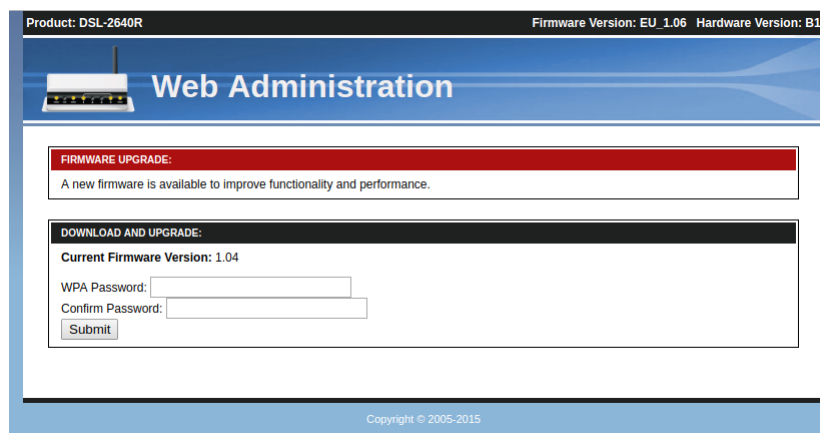 Product: DSL-2640R Firmware Version: EU_1.06 Hardware Version: B1
Web Administration
FIRMWARE UPGRADE:
A new firmware is available to improve functionality and performance.
DOWNLOAD AND UPGRADE:
Current Firmware Version: 1.04
WPA Password:
Confirm Password:
Submit
Copyright © 2005-2015